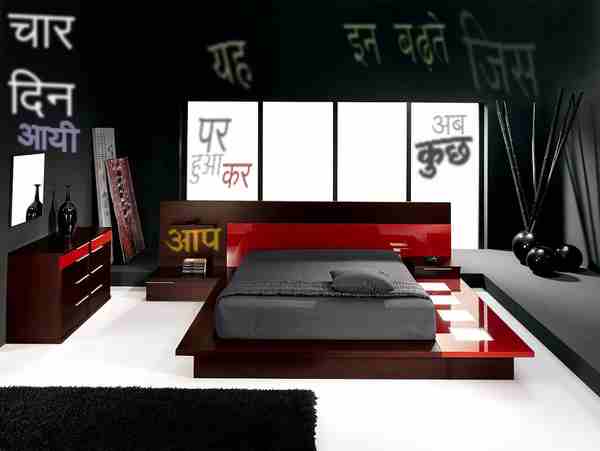 चार
दिन
आयी
यह
इन बढ़ते
जिस
पर
हुआ
कर
अब
कुछ
आप